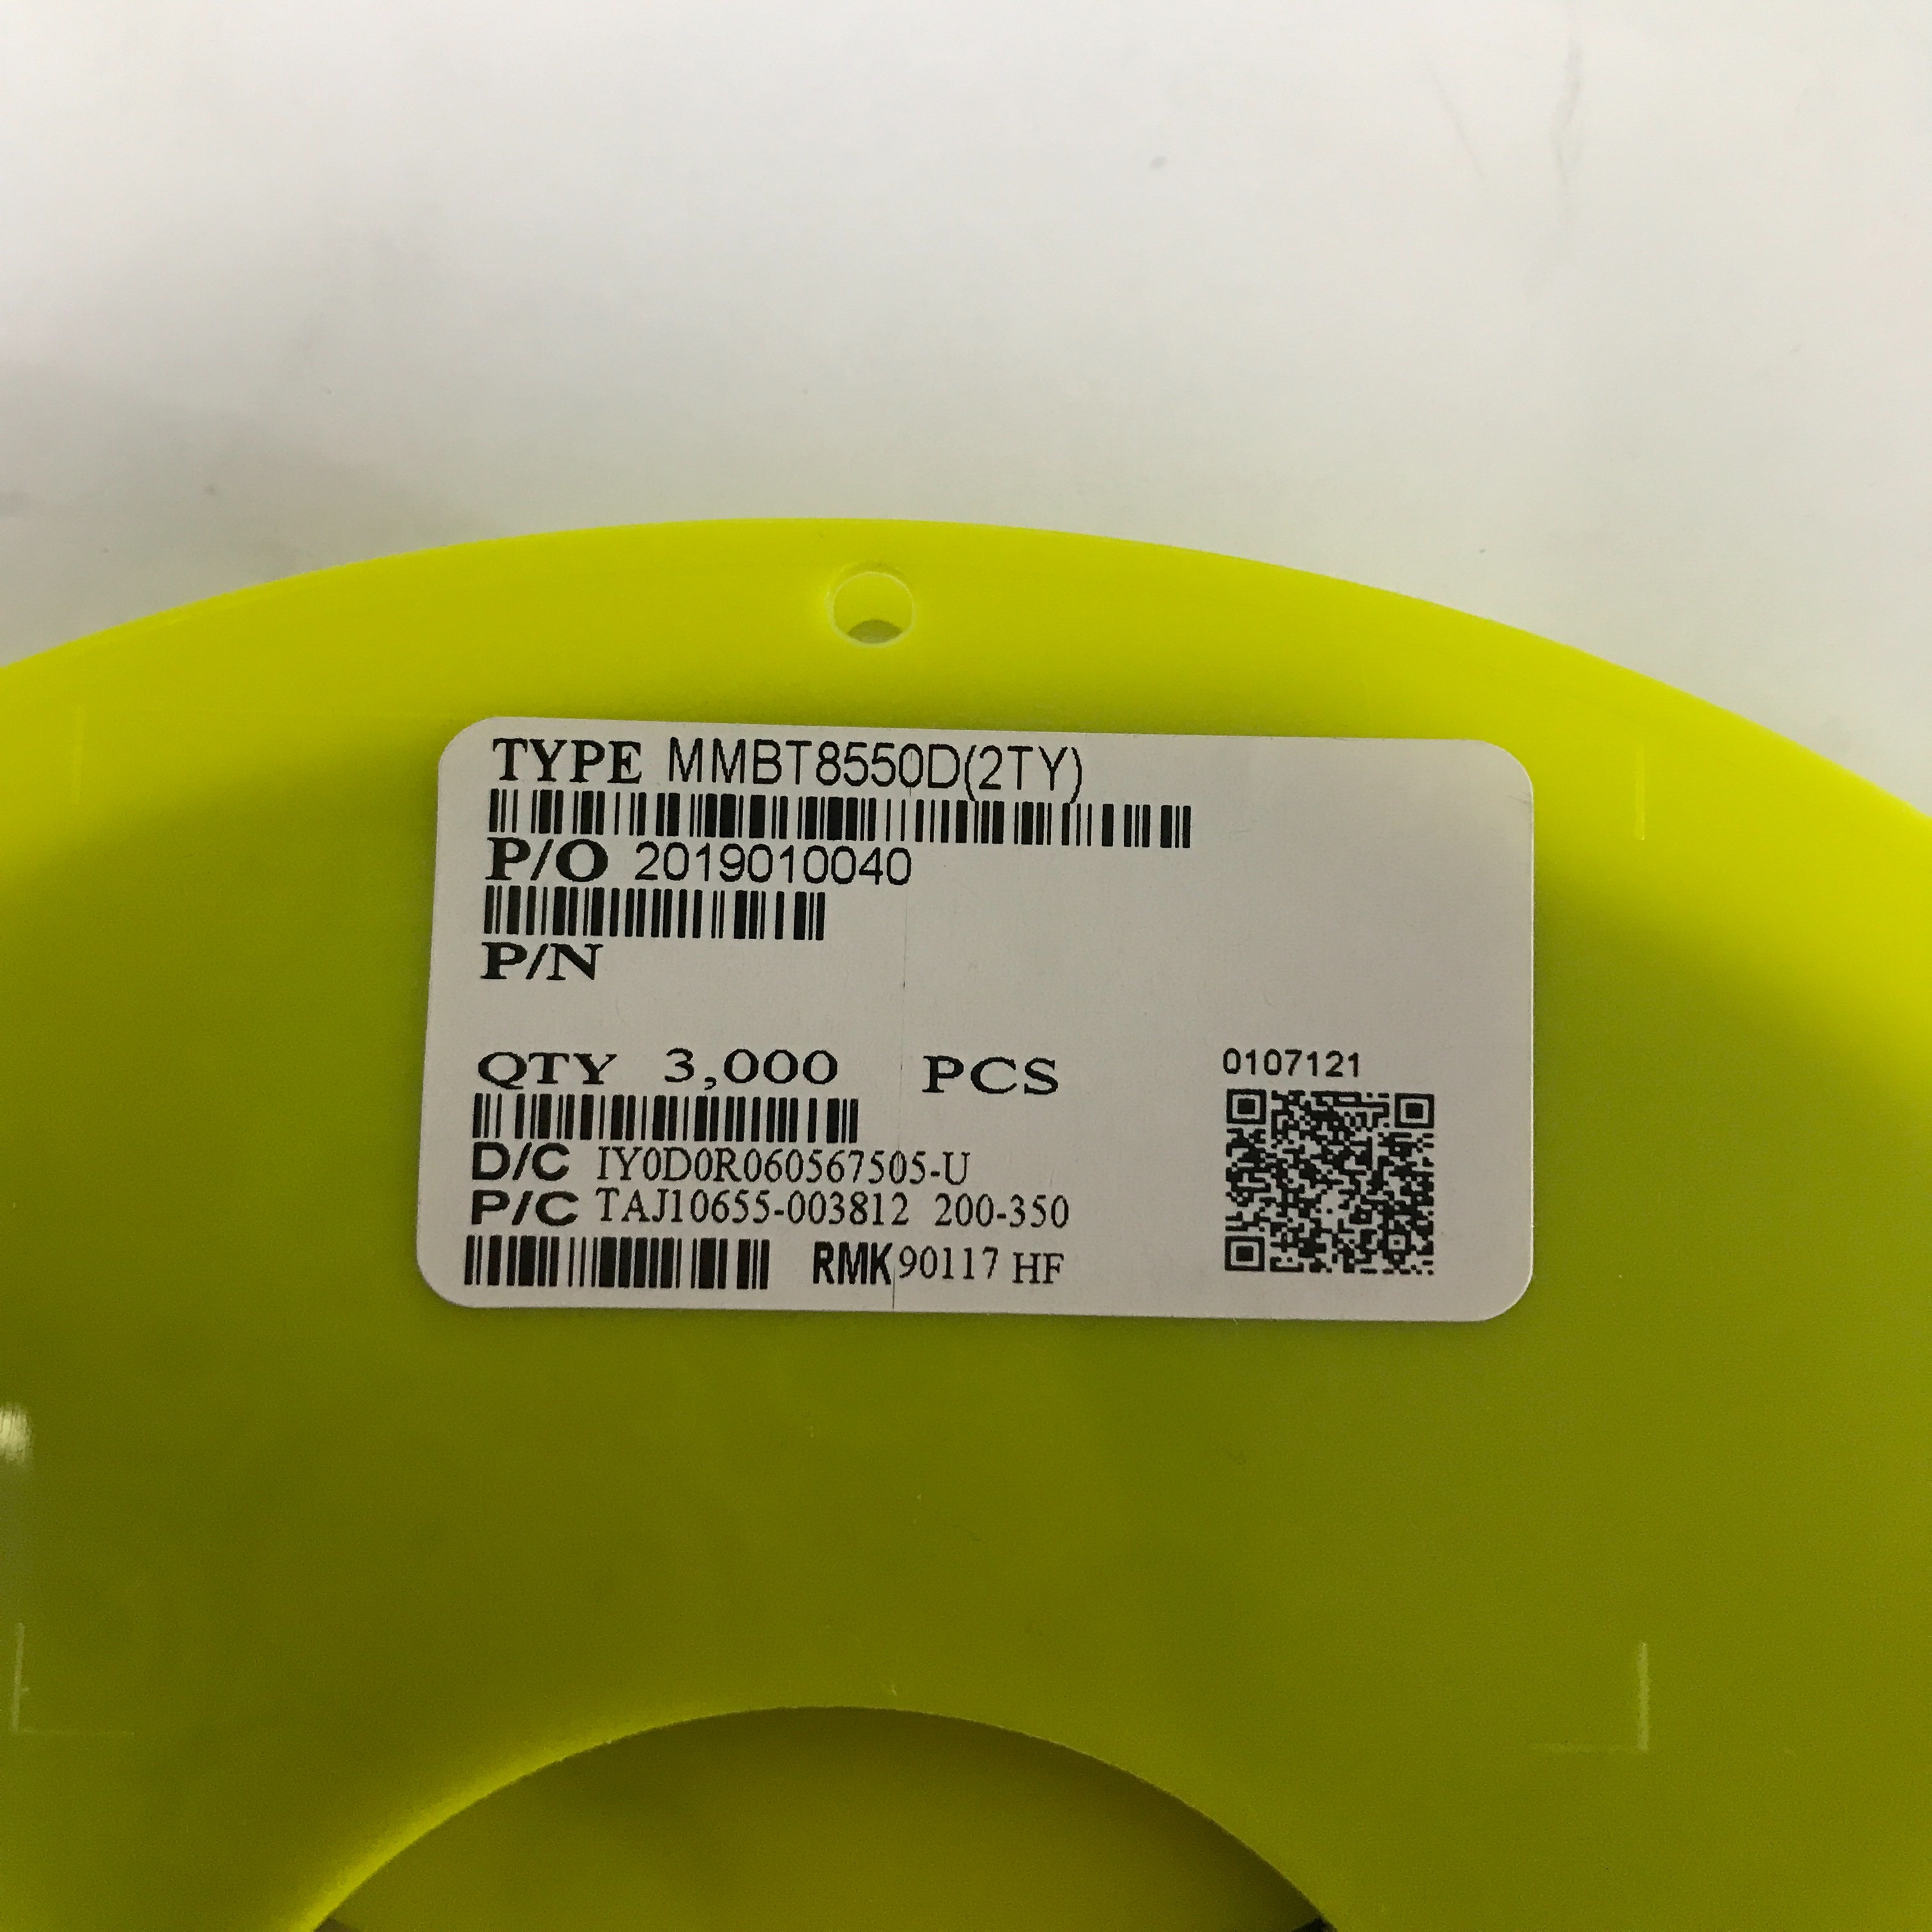 TYPE MMBT8550D(2TY)
P/O 2019010040
P/N
QTY 3,000 PCS
0107121
D/C IY0D0R060567505-U
P/C TAJ10655-003812 200-350
RMK 90117 HF